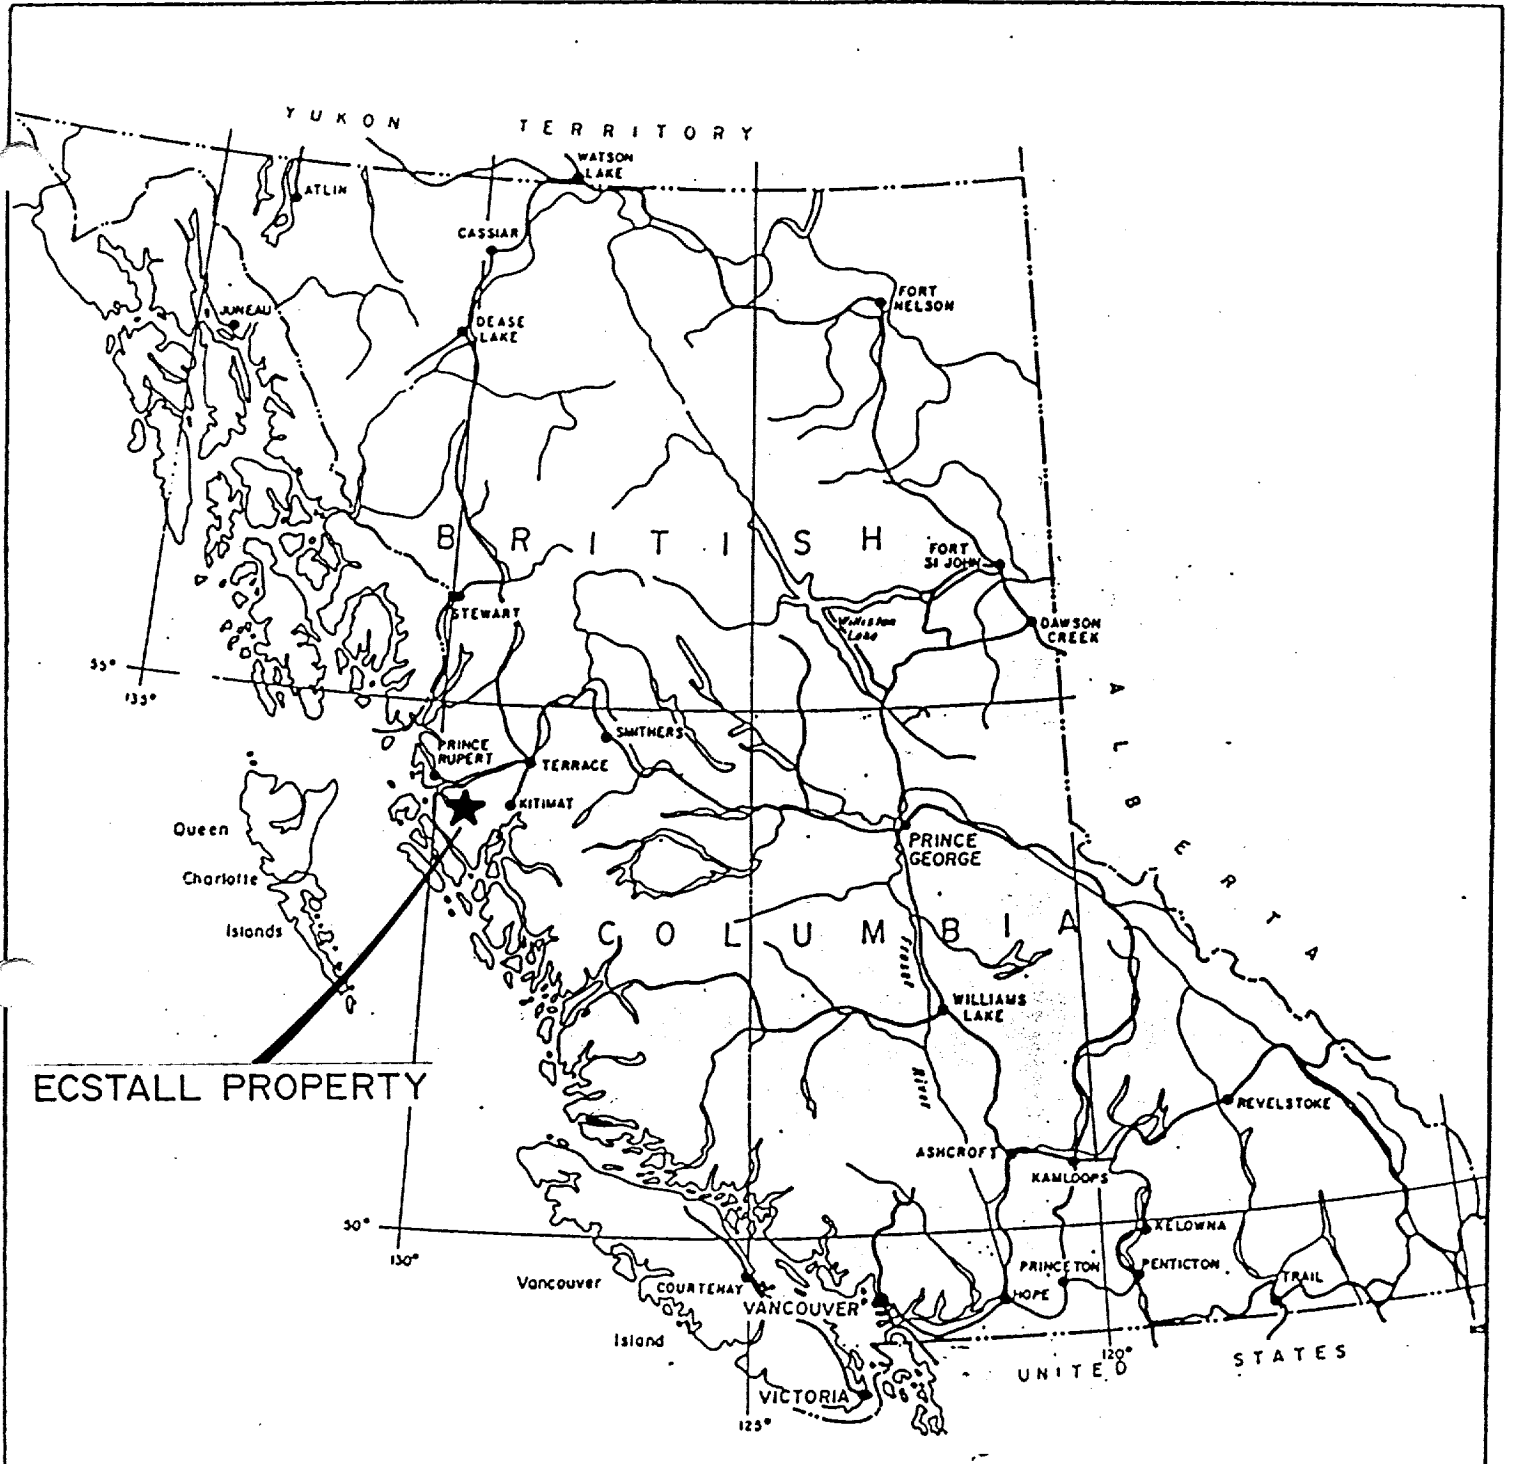 YUKON TERRITORY
WATSON
LAKE
ATLIN
CASSIAR
JUNEAU
DEASE
LAKE
FORT
NELSON
BRITISH
FORT
ST JOHN
STEWART
Williston
Lake
DAWSON
CREEK
55°
135°
ALBERTA
PRINCE
RUPERT
SMITHERS
TERRACE
KITIMAT
Queen
Charlotte
Islands
PRINCE
GEORGE
COLUMBIA
Fraser
River
WILLIAMS
LAKE
ECSTALL PROPERTY
REVELSTOKE
ASHCROFT
KAMLOOPS
50°
130°
KELOWNA
Vancouver
Island
COURTENAY
VANCOUVER
PRINCETON
PENTICTON
HOPE
TRAIL
120°
UNITED STATES
VICTORIA
125°